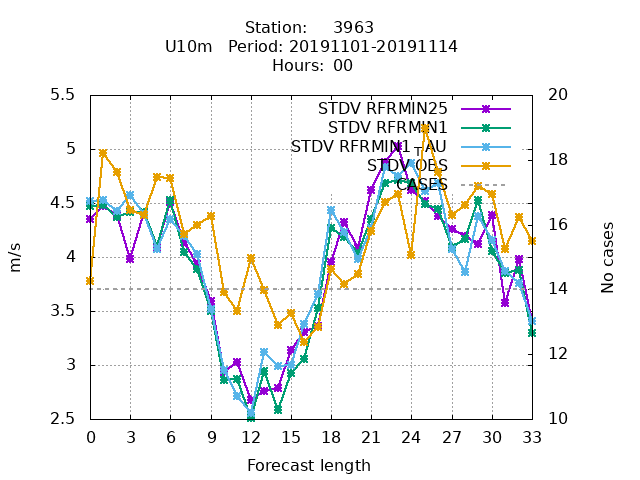 Station: 3963
U10m Period: 20191101-20191114
Hours: 00
STDV RFRMIN25
STDV RFRMIN1
STDV RFRMIN1_AU
STDV OBS
CASES
5.5
5
4.5
4
3.5
3
2.5
m/s
20
18
16
14
12
10
No cases
0 3 6 9 12 15 18 21 24 27 30 33
Forecast length